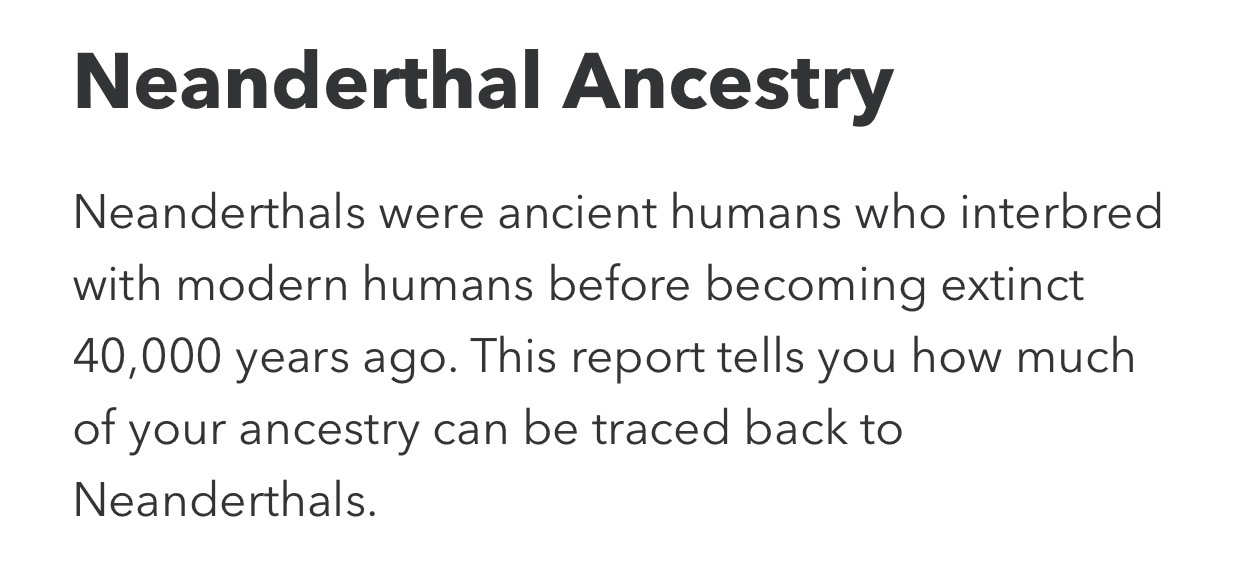 Neanderthal Ancestry
Neanderthals were ancient humans who interbred
with modern humans before becoming extinct
40,000 years ago. This report tells you how much
of your ancestry can be traced back to
Neanderthals.